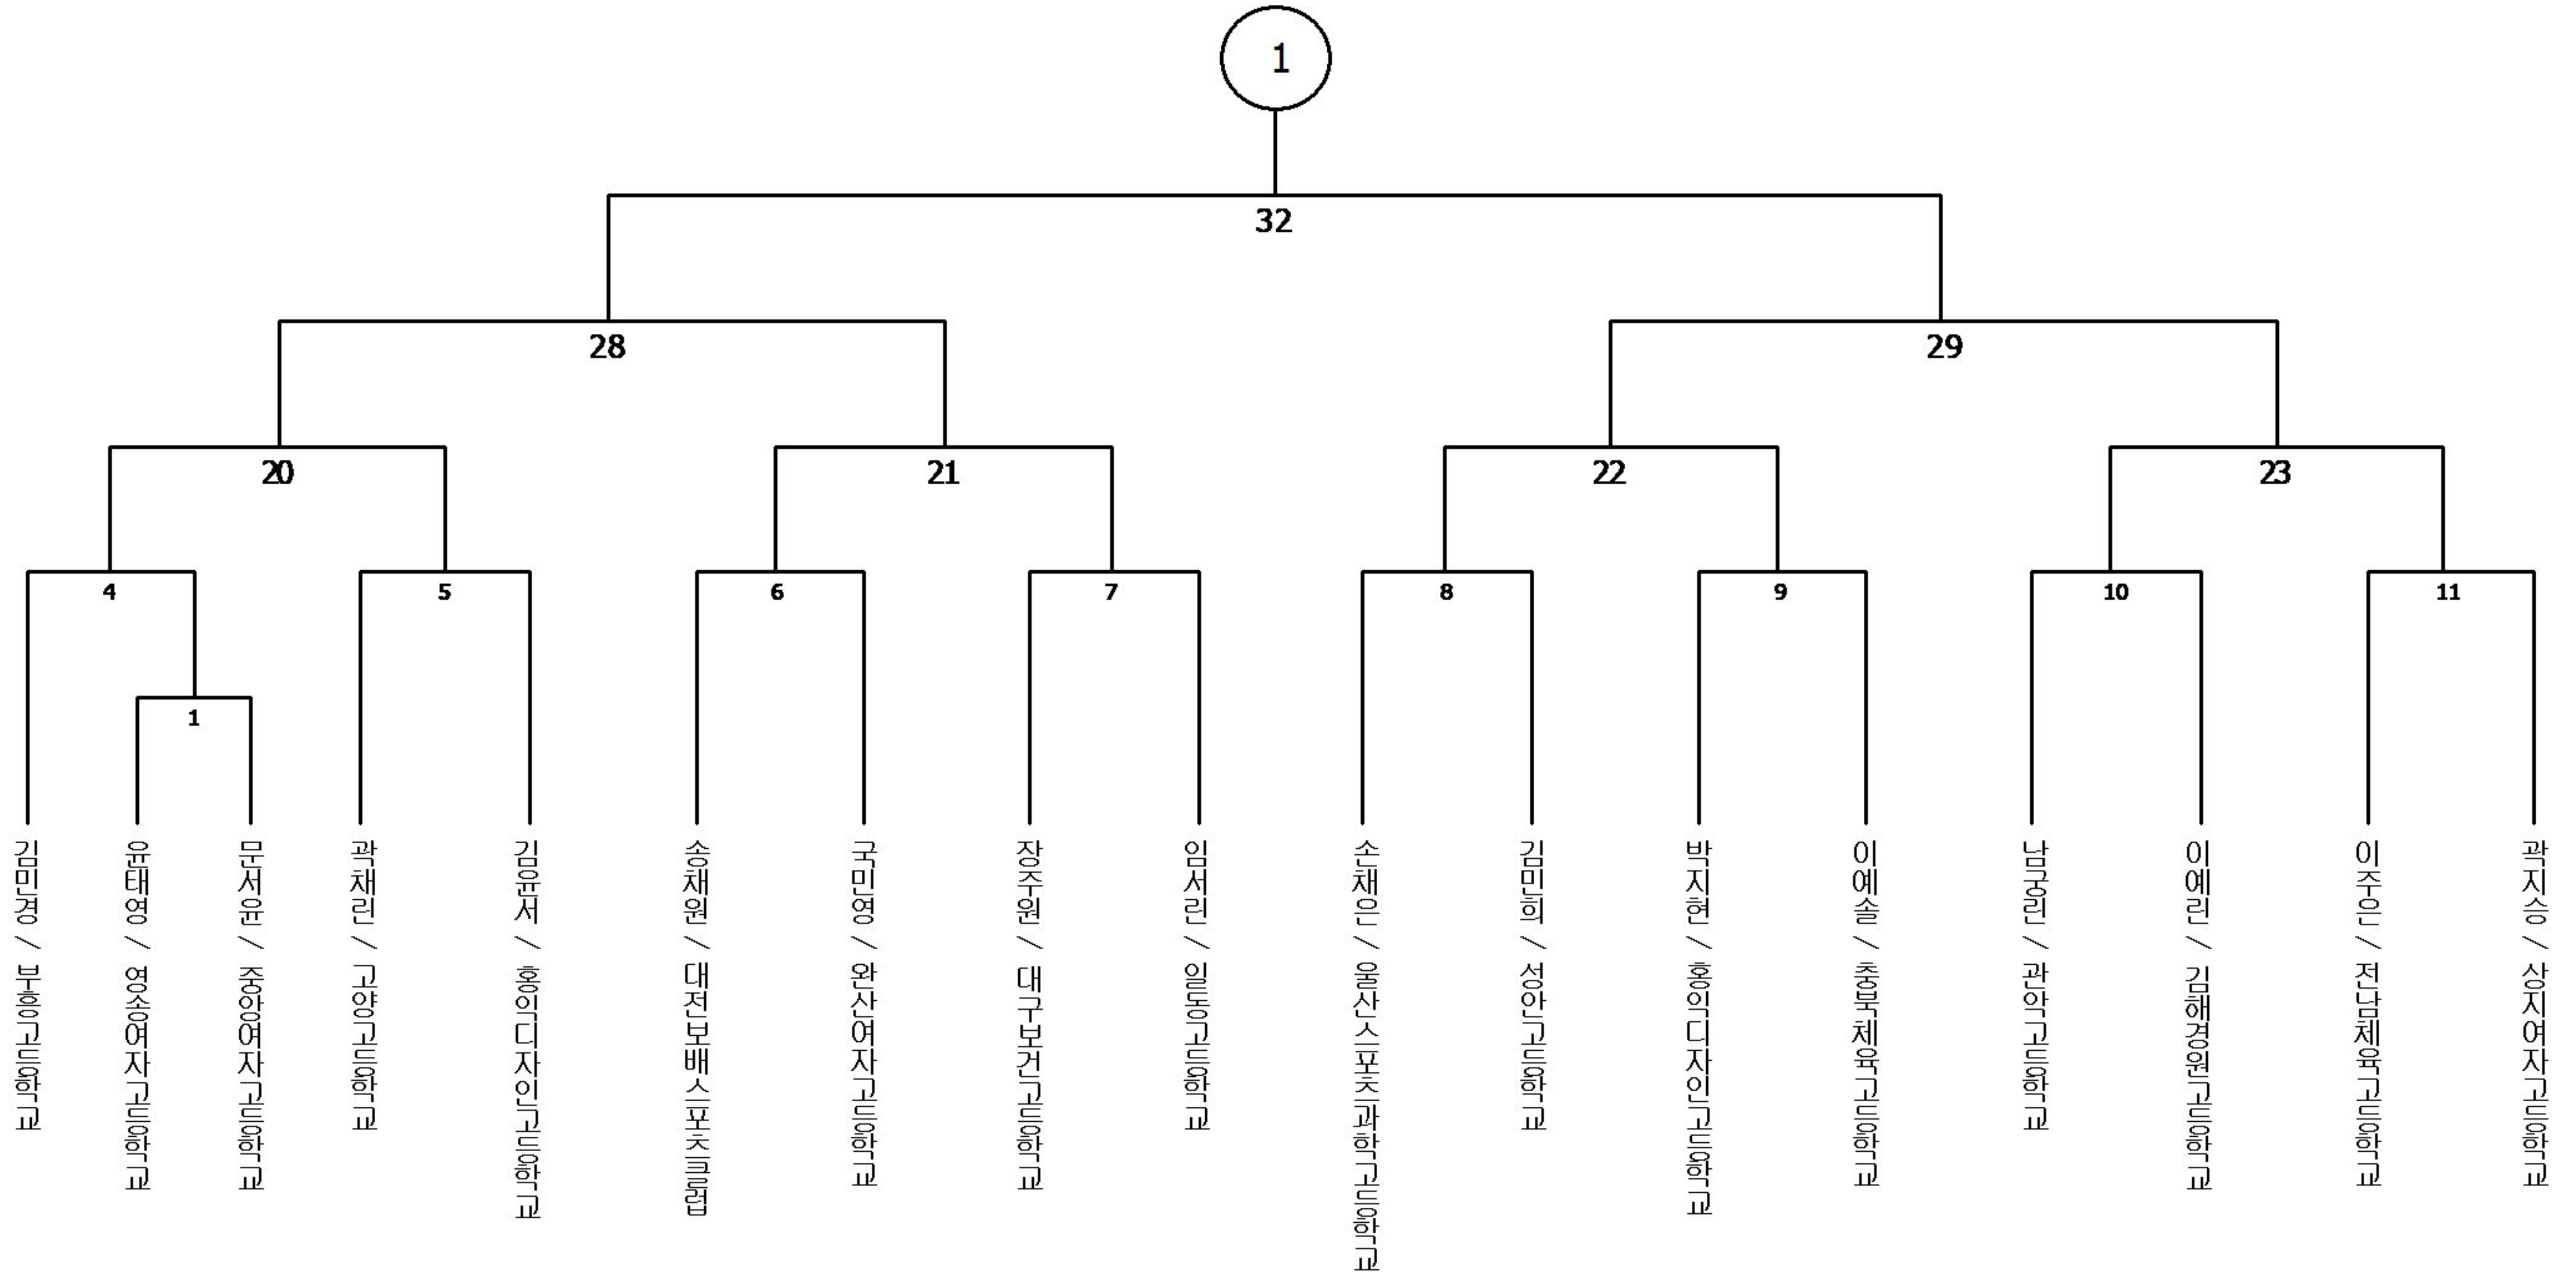 1
32
28
29
20
21
22
23
4
5
6
7
8
9
10
11
1
김민경 / 부흥고등학교
윤태영 / 영송여자고등학교
문서윤 / 중앙여자고등학교
곽채린 / 고양고등학교
김윤서 / 홍익디자인고등학교
송채원 / 대전보배스포츠클럽
국민영 / 완산여자고등학교
장주원 / 대구보건고등학교
임서린 / 일동고등학교
손채은 / 울산스포츠과학고등학교
김민희 / 성안고등학교
박지현 / 홍익디자인고등학교
이예솔 / 충북체육고등학교
남궁린 / 관악고등학교
이예린 / 김해경원고등학교
이주은 / 전남체육고등학교
곽지승 / 상지여자고등학교